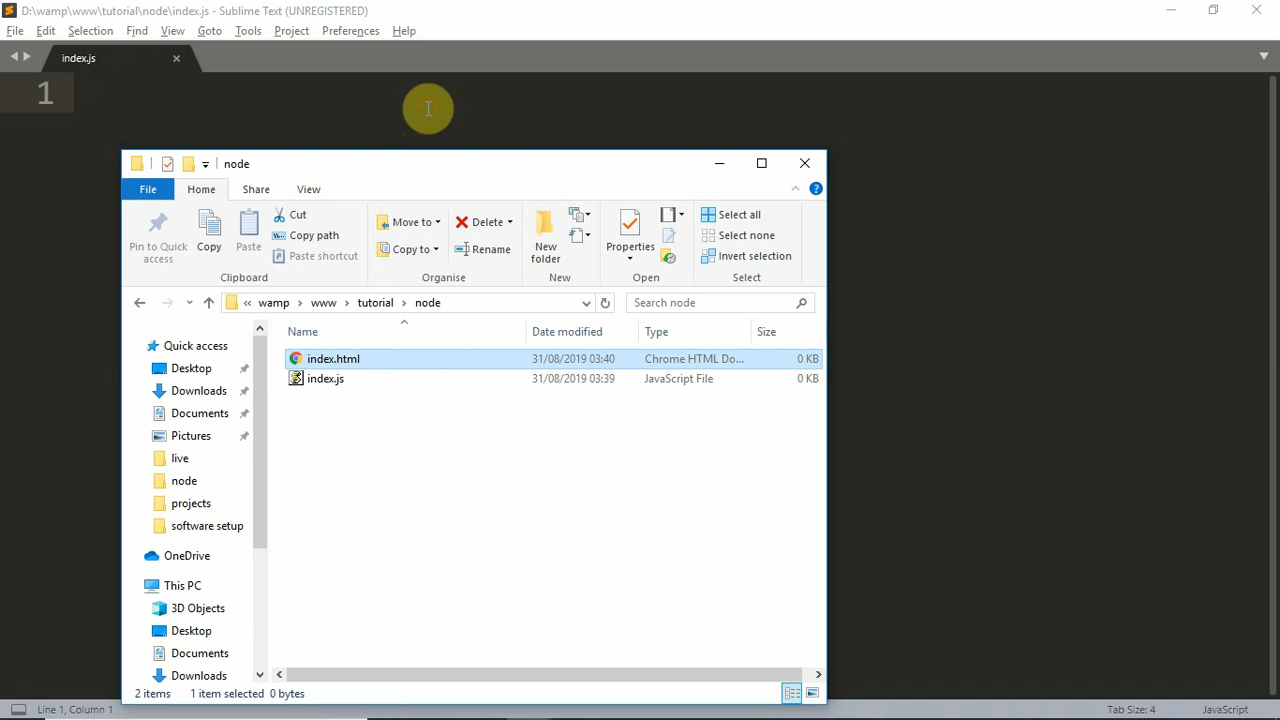 D:\wamp\www\tutorial\node\index.js - Sublime Text (UNREGISTERED)
File Edit Selection Find View Goto Tools Project Preferences Help
index.js
1
node
File Home Share View
Pin to Quick access
Copy
Paste
Cut
Copy path
Paste shortcut
Clipboard
Move to
Copy to
Delete
Rename
Organise
New folder
New
Properties
Open
Select all
Select none
Invert selection
Select
« wamp > www > tutorial > node
Search node
Name Date modified Type Size
index.html 31/08/2019 03:40 Chrome HTML Do... 0 KB
index.js 31/08/2019 03:39 JavaScript File 0 KB
Quick access
Desktop
Downloads
Documents
Pictures
live
node
projects
software setup
OneDrive
This PC
3D Objects
Desktop
Documents
Downloads
2 items 1 item selected 0 bytes
Line 1, Column 1 Tab Size: 4 JavaScript